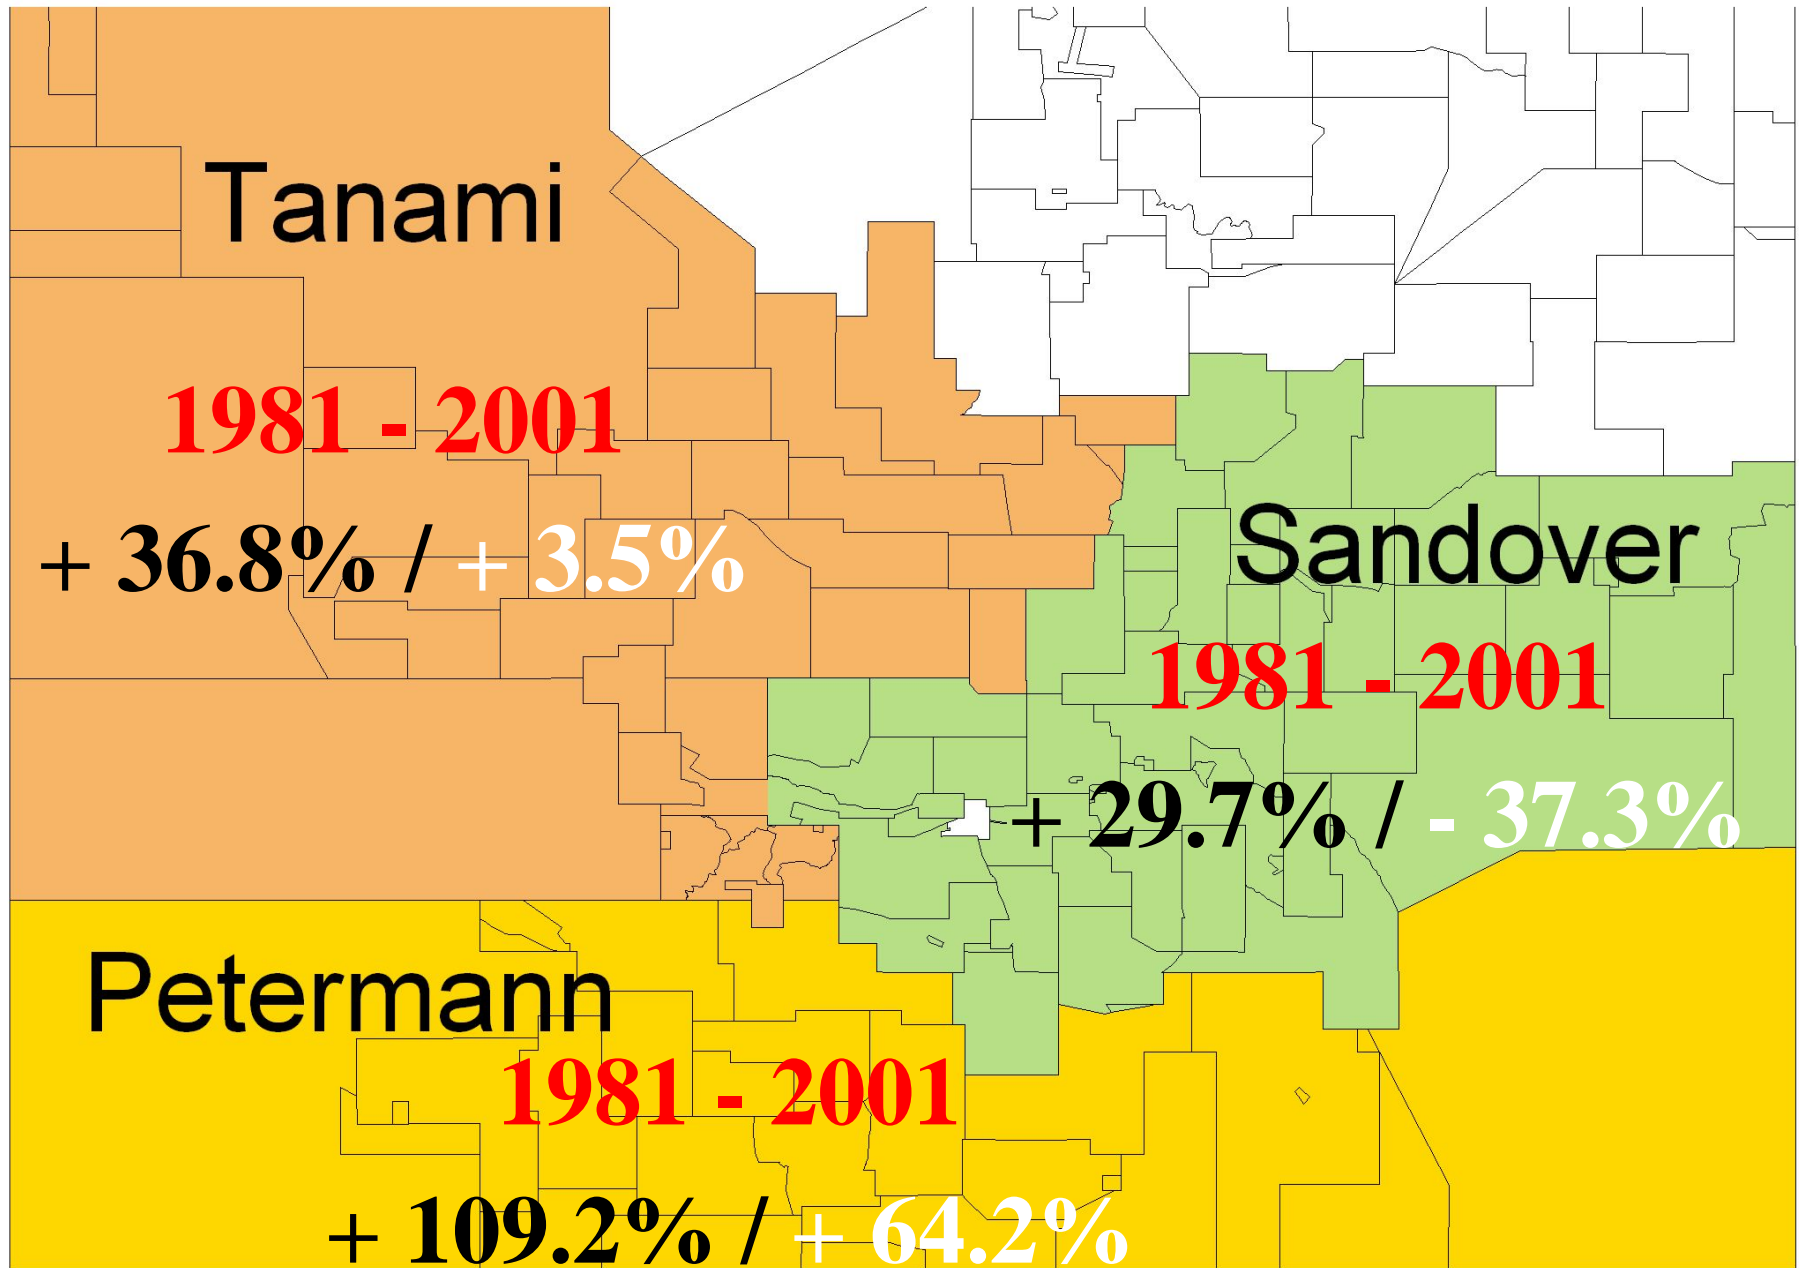 Tanami
1981 - 2001
+ 36.8% / + 3.5%
Sandover
1981 - 2001
+ 29.7% / - 37.3%
Petermann
1981 - 2001
+ 109.2% / + 64.2%